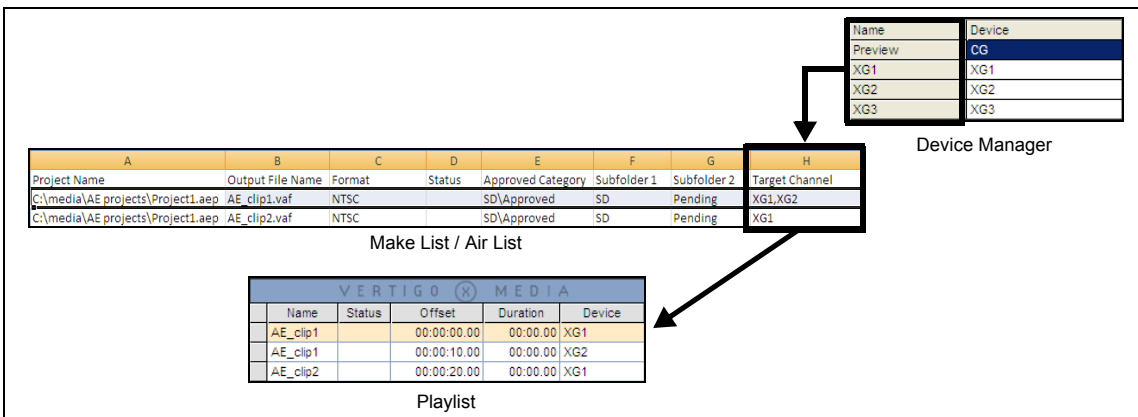 Name Device
Preview CG
XG1 XG1
XG2 XG2
XG3 XG3
Device Manager
A B C D E F G H
Project Name Output File Name Format Status Approved Category Subfolder 1 Subfolder 2 Target Channel
C:\media\AE projects\Project1.aep AE_clip1.vaf NTSC SD\Approved SD Pending XG1,XG2
C:\media\AE projects\Project1.aep AE_clip2.vaf NTSC SD\Approved SD Pending XG1
Make List / Air List
VERTIGO X MEDIA
Name Status Offset Duration Device
AE_clip1 00:00:00.00 00:00.00 XG1
AE_clip1 00:00:10.00 00:00.00 XG2
AE_clip2 00:00:20.00 00:00.00 XG1
Playlist